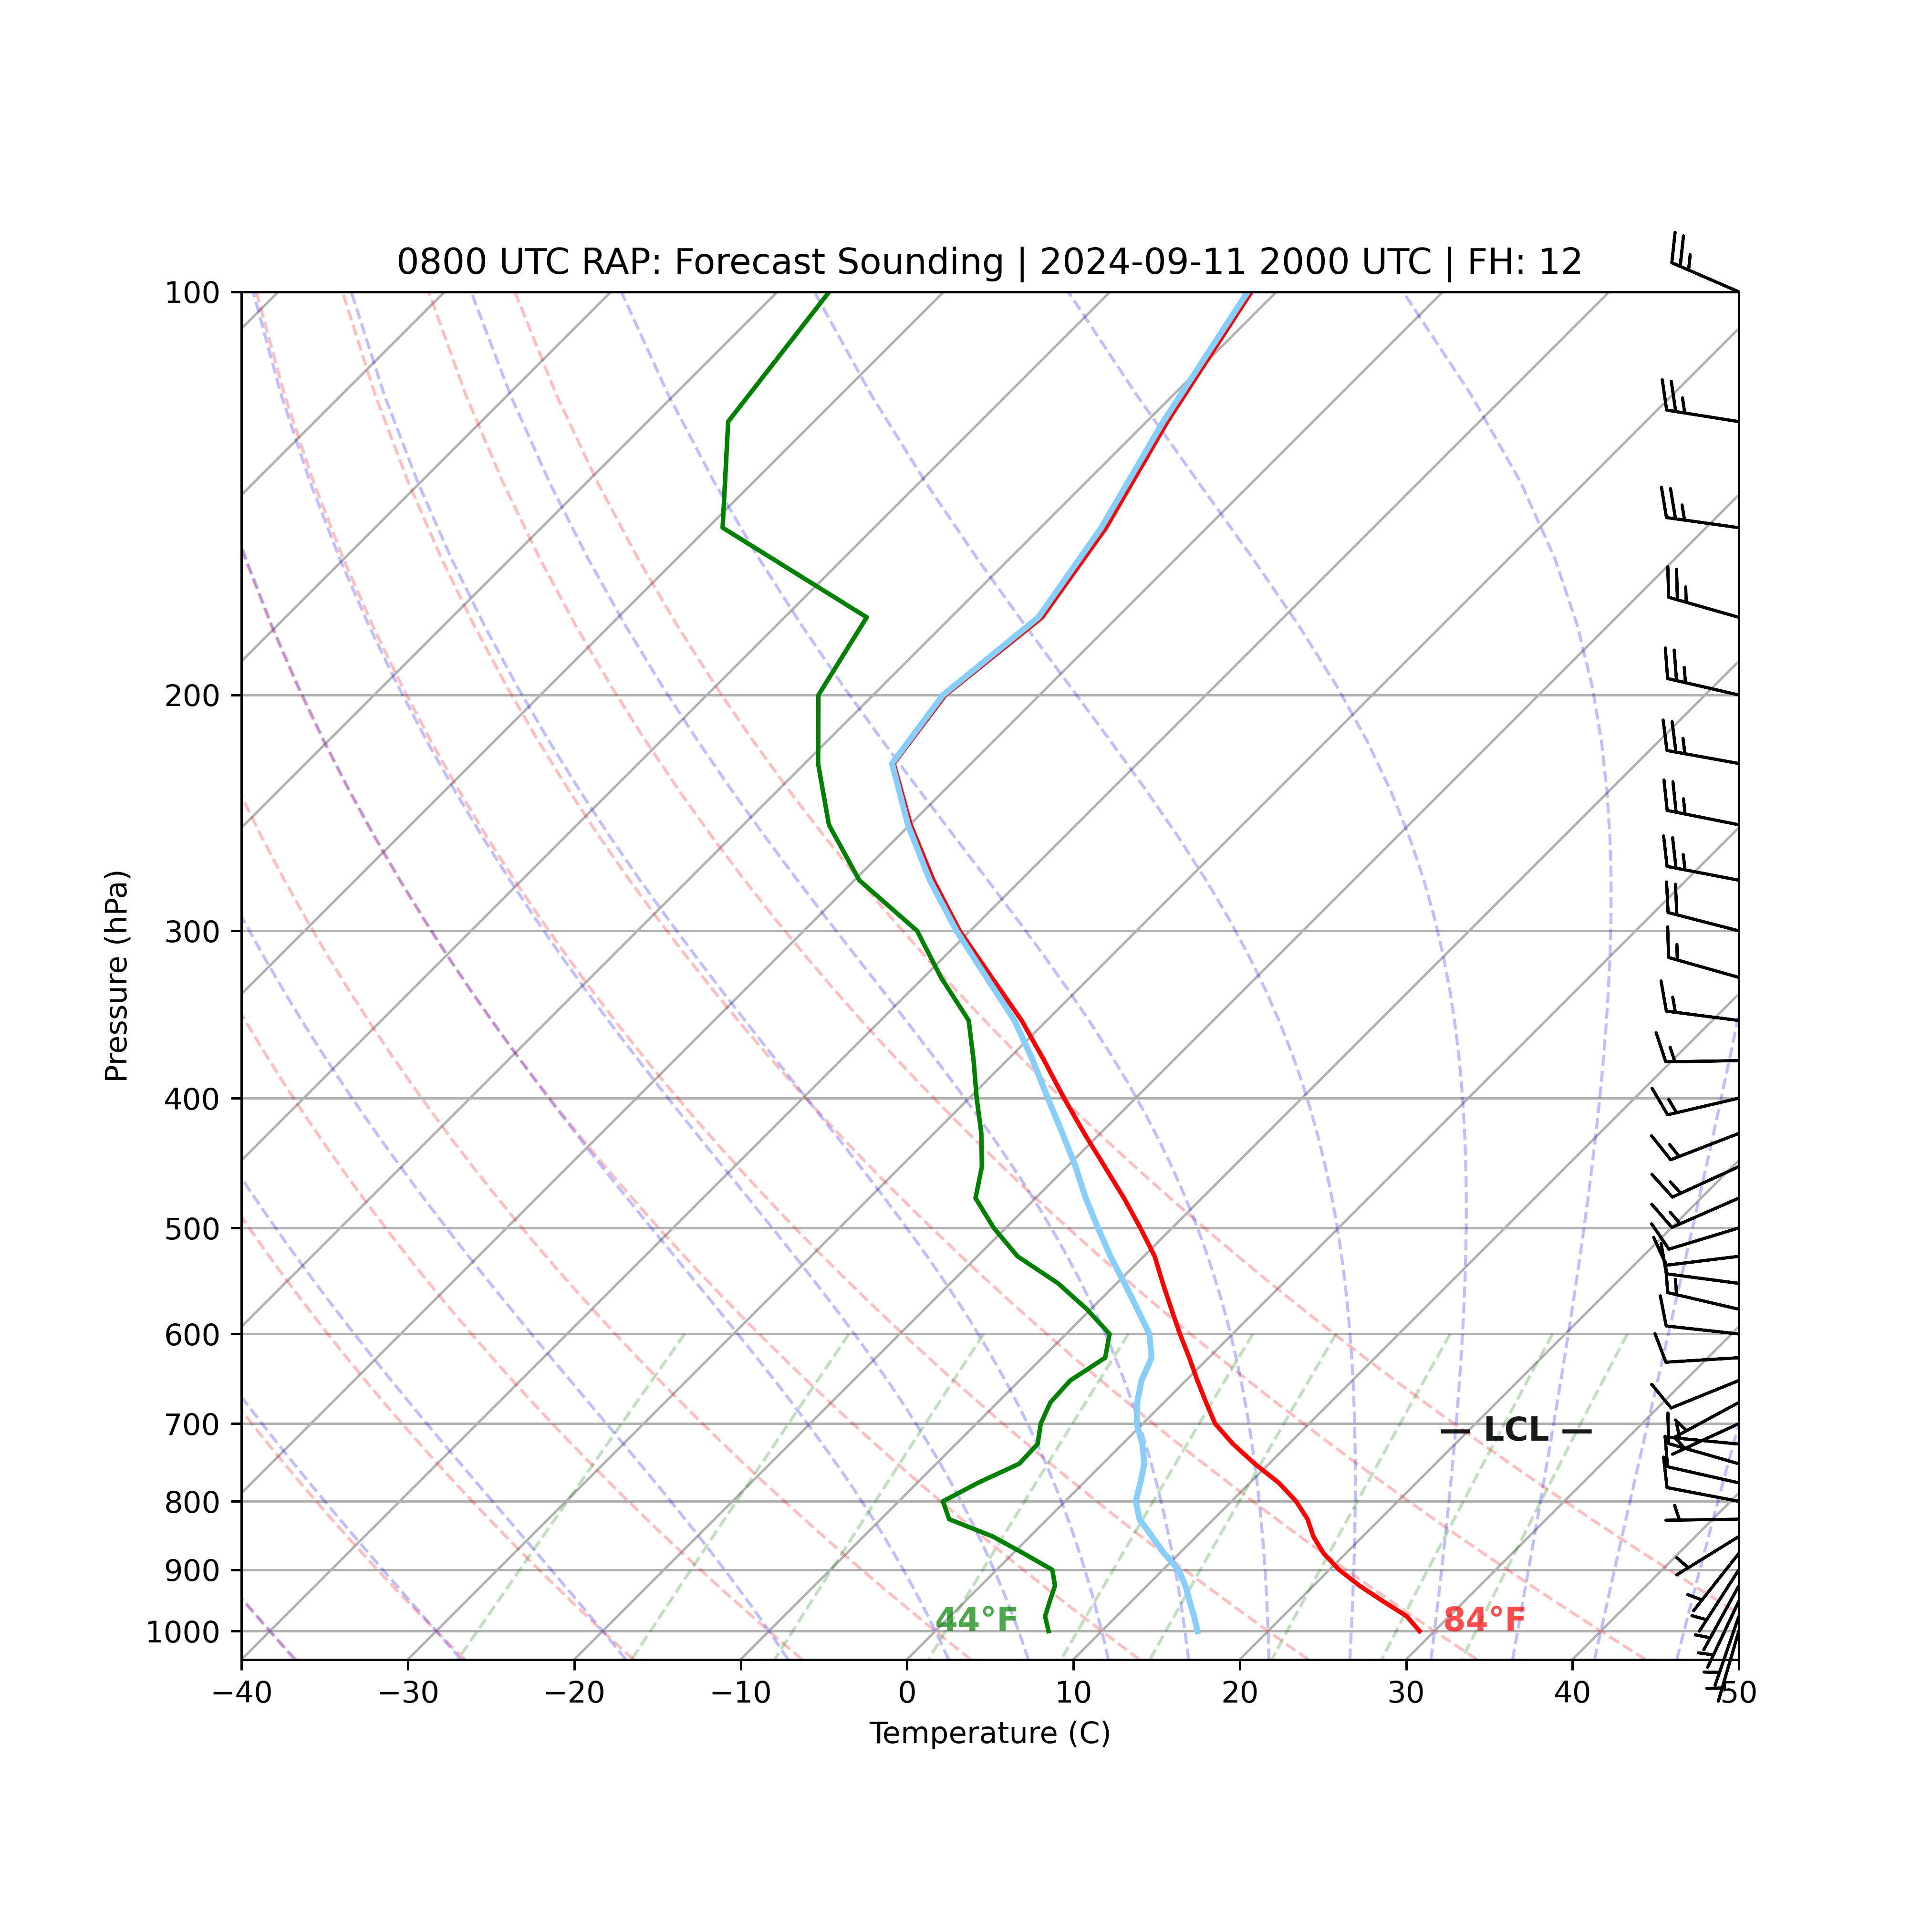 0800 UTC RAP: Forecast Sounding | 2024-09-11 2000 UTC | FH: 12
100
200
300
400
500
600
700
800
900
1000
Pressure (hPa)
— LCL —
44°F
84°F
−40 −30 −20 −10 0 10 20 30 40 50
Temperature (C)